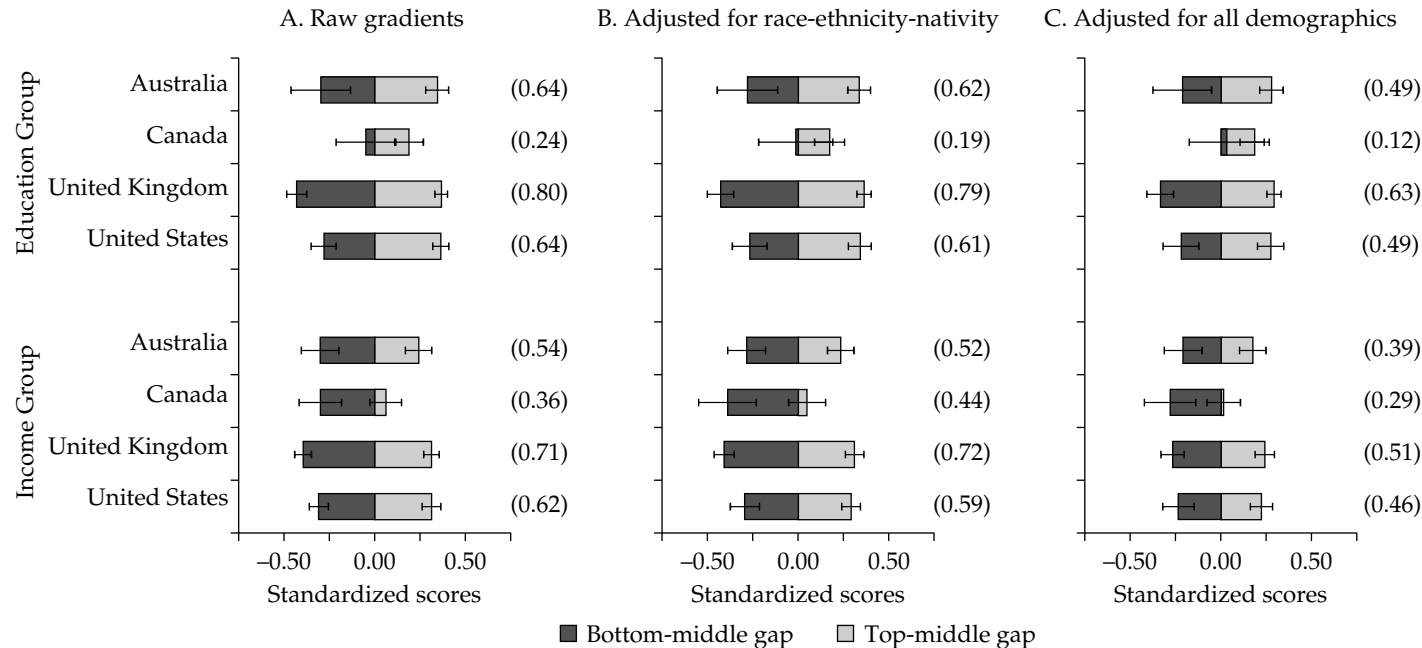 A. Raw gradients
B. Adjusted for race-ethnicity-nativity
C. Adjusted for all demographics
Education Group
Australia (0.64) (0.62) (0.49)
Canada (0.24) (0.19) (0.12)
United Kingdom (0.80) (0.79) (0.63)
United States (0.64) (0.61) (0.49)
Income Group
Australia (0.54) (0.52) (0.39)
Canada (0.36) (0.44) (0.29)
United Kingdom (0.71) (0.72) (0.51)
United States (0.62) (0.59) (0.46)
–0.50 0.00 0.50 –0.50 0.00 0.50 –0.50 0.00 0.50
Standardized scores Standardized scores Standardized scores
Bottom-middle gap Top-middle gap